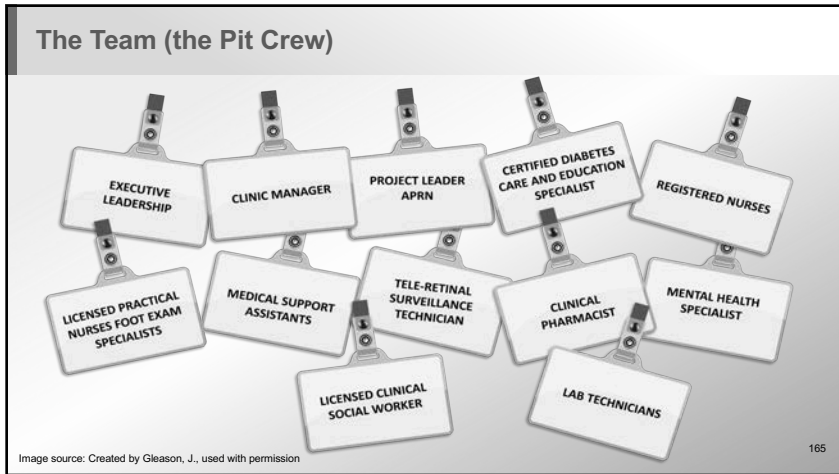 The Team (the Pit Crew)
EXECUTIVE
LEADERSHIP
CLINIC MANAGER
PROJECT LEADER
APRN
CERTIFIED DIABETES
CARE AND EDUCATION
SPECIALIST
REGISTERED NURSES
LICENSED PRACTICAL
NURSES FOOT EXAM
SPECIALISTS
MEDICAL SUPPORT
ASSISTANTS
TELE-RETINAL
SURVEILLANCE
TECHNICIAN
CLINICAL
PHARMACIST
MENTAL HEALTH
SPECIALIST
LICENSED CLINICAL
SOCIAL WORKER
LAB TECHNICIANS
Image source: Created by Gleason, J., used with permission
165